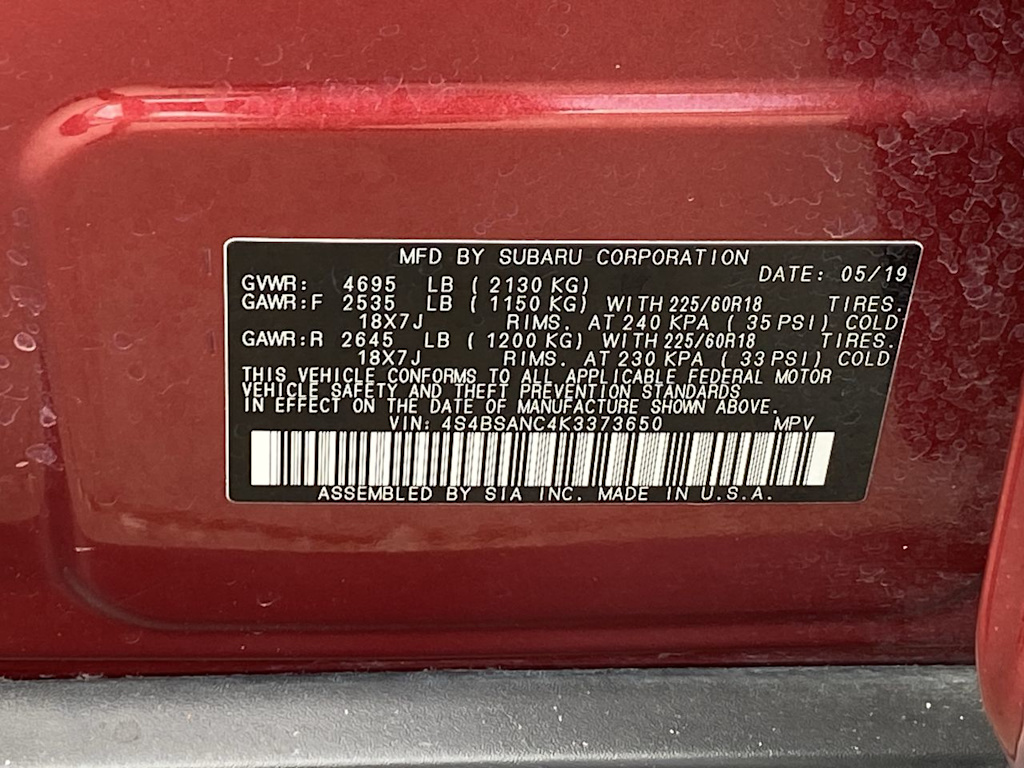 MFD BY SUBARU CORPORATION
DATE: 05/19
GVWR: 4695 LB ( 2130 KG)
GAWR:F 2535 LB ( 1150 KG) WITH 225/60R18 TIRES.
18X7J RIMS. AT 240 KPA ( 35 PSI) COLD
GAWR:R 2645 LB ( 1200 KG) WITH 225/60R18 TIRES.
18X7J RIMS. AT 230 KPA ( 33 PSI) COLD
THIS VEHICLE CONFORMS TO ALL APPLICABLE FEDERAL MOTOR
VEHICLE SAFETY AND THEFT PREVENTION STANDARDS
IN EFFECT ON THE DATE OF MANUFACTURE SHOWN ABOVE.
VIN: 4S4BSANC4K3373650 MPV
ASSEMBLED BY SIA INC. MADE IN U.S.A.